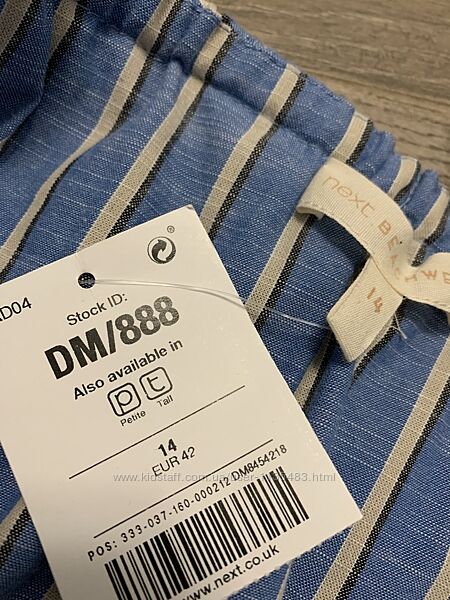 D04
Stock ID:
DM/888
Also available in
p t
Petite Tall
14
EUR 42
POS: 333-037-160-000212 DM8454218
www.next.co.uk
next BEACHWE
14